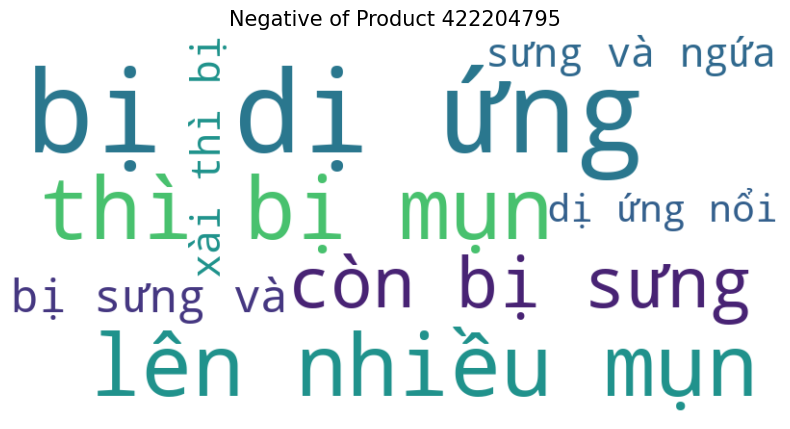 Negative of Product 422204795
sưng và ngứa
bị dị ứng
xài thì bị
thì bị mụn
dị ứng nổi
còn bị sưng
bị sưng và
lên nhiều mụn